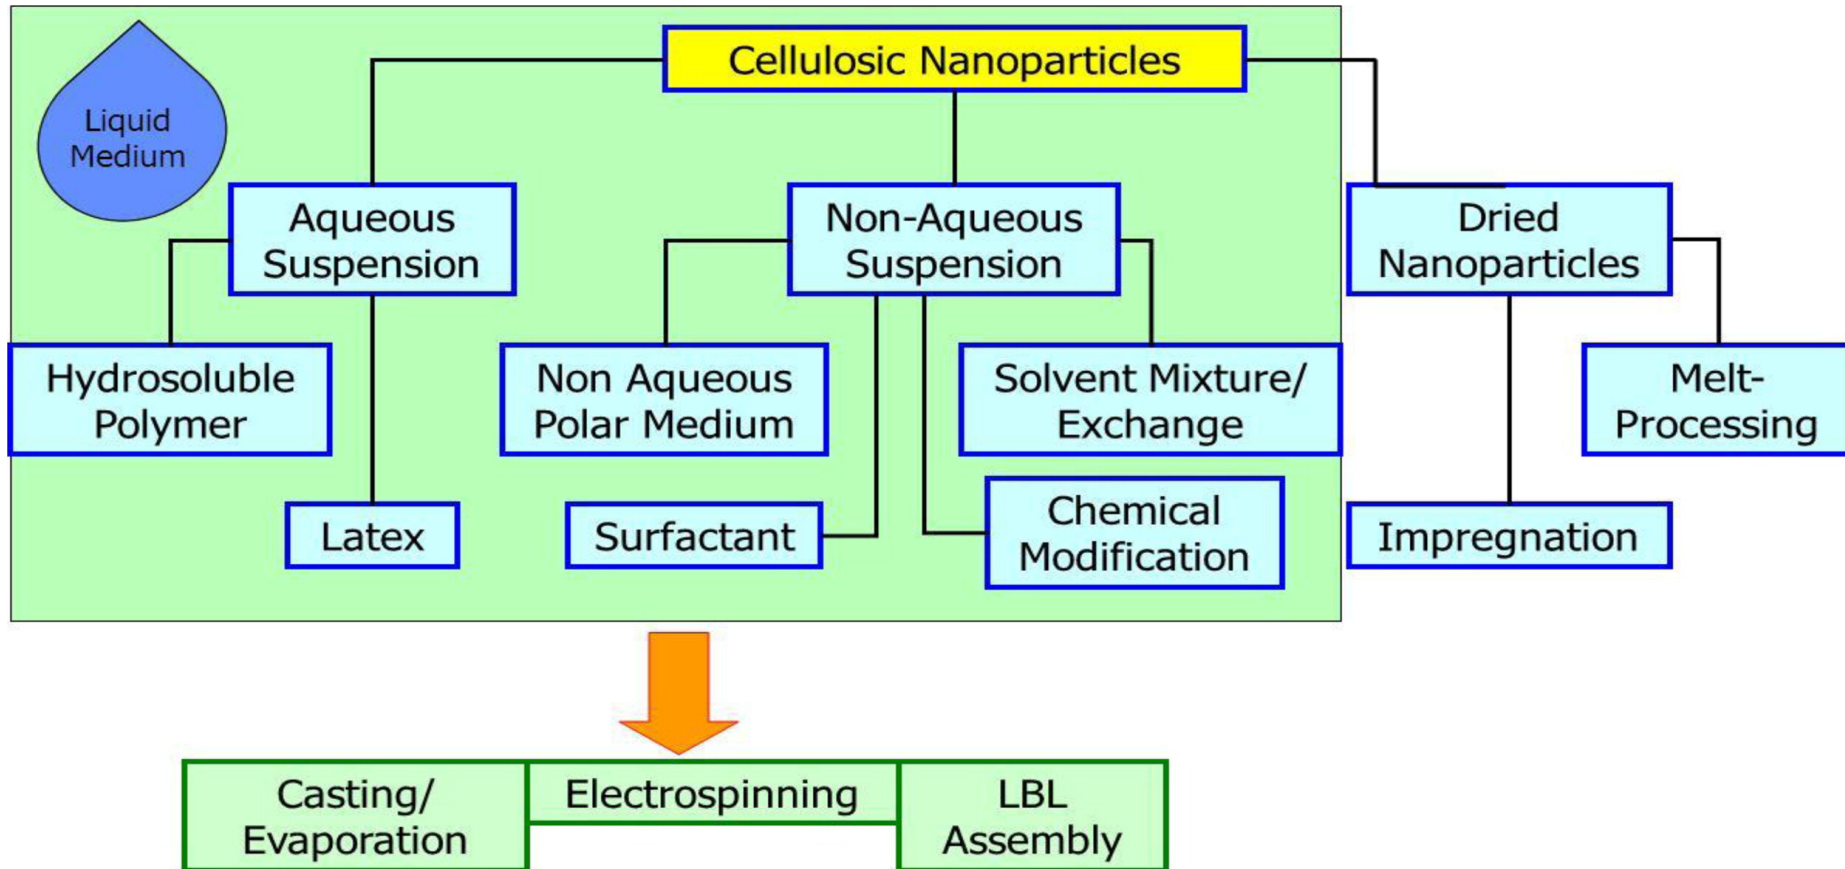 Cellulosic Nanoparticles
Liquid
Medium
Aqueous
Suspension
Non-Aqueous
Suspension
Dried
Nanoparticles
Hydrosoluble
Polymer
Non Aqueous
Polar Medium
Solvent Mixture/
Exchange
Melt-
Processing
Latex
Surfactant
Chemical
Modification
Impregnation
Casting/
Evaporation
Electrospinning
LBL
Assembly